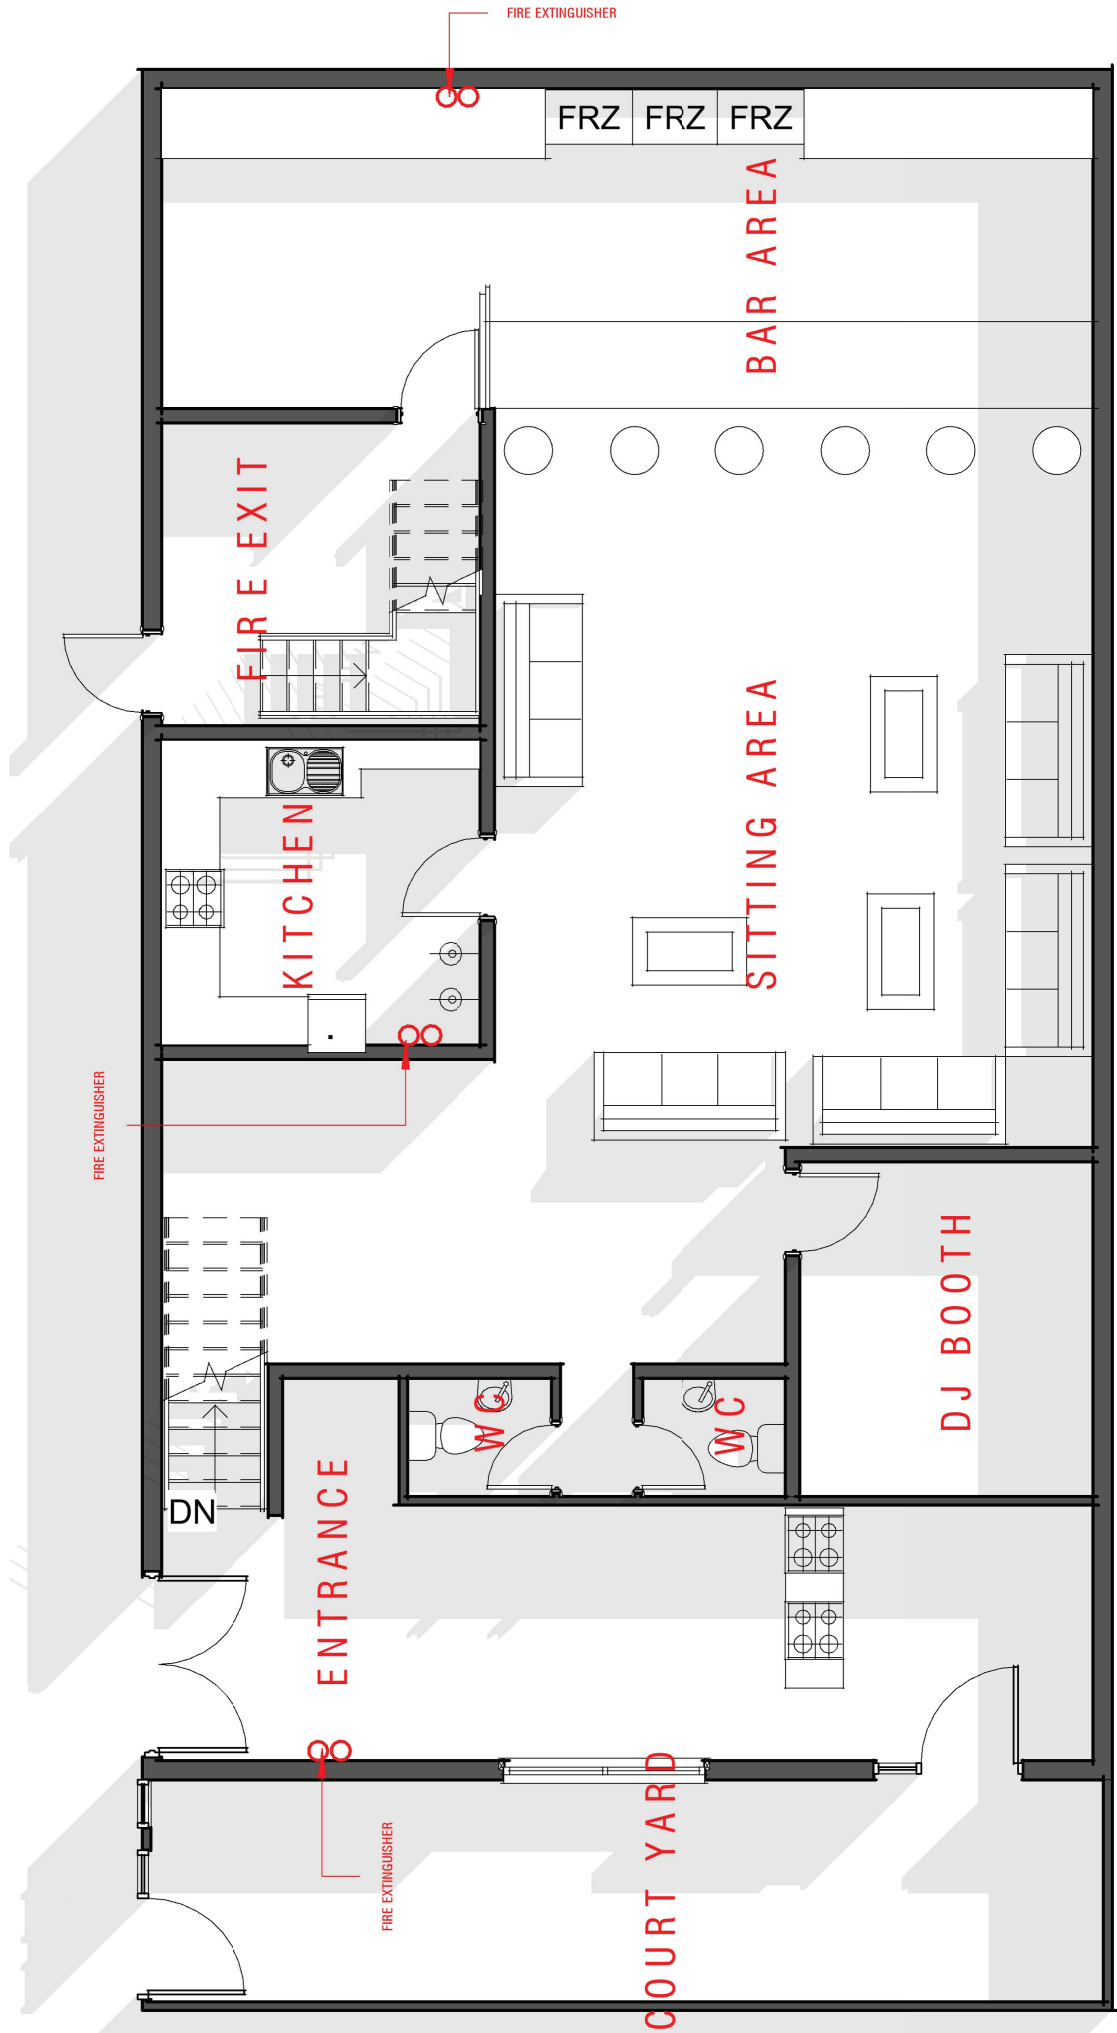 FIRE EXTINGUISHER
FRZ FRZ FRZ
BAR AREA
FIRE EXIT
SITTING AREA
KITCHEN
FIRE EXTINGUISHER
DJ BOOTH
WC
WC
ENTRANCE
DN
COURT YARD
FIRE EXTINGUISHER